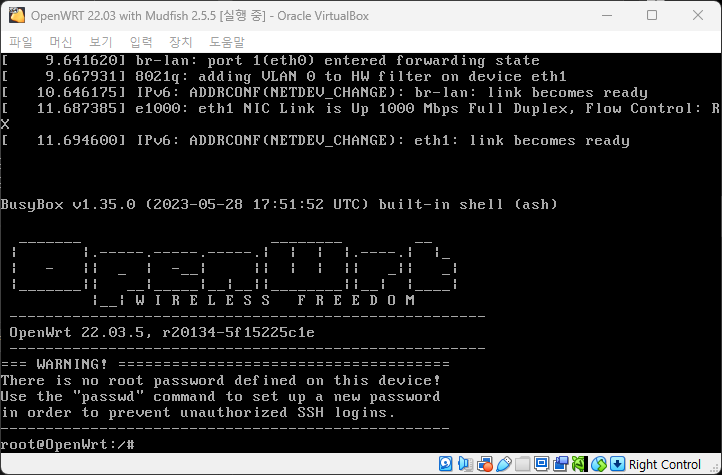 OpenWRT 22.03 with Mudfish 2.5.5 [실행 중] - Oracle VirtualBox
파일 머신 보기 입력 장치 도움말
[    9.641620] br-lan: port 1(eth0) entered forwarding state
[    9.667931] 8021q: adding VLAN 0 to HW filter on device eth1
[   10.646175] IPv6: ADDRCONF(NETDEV_CHANGE): br-lan: link becomes ready
[   11.687385] e1000: eth1 NIC Link is Up 1000 Mbps Full Duplex, Flow Control: R
X
[   11.694600] IPv6: ADDRCONF(NETDEV_CHANGE): eth1: link becomes ready
BusyBox v1.35.0 (2023-05-28 17:51:52 UTC) built-in shell (ash)
OpenWrt
W I R E L E S S   F R E E D O M
OpenWrt 22.03.5, r20134-5f15225c1e
=== WARNING! =====================================
There is no root password defined on this device!
Use the "passwd" command to set up a new password
in order to prevent unauthorized SSH logins.
root@OpenWrt:/#
Right Control